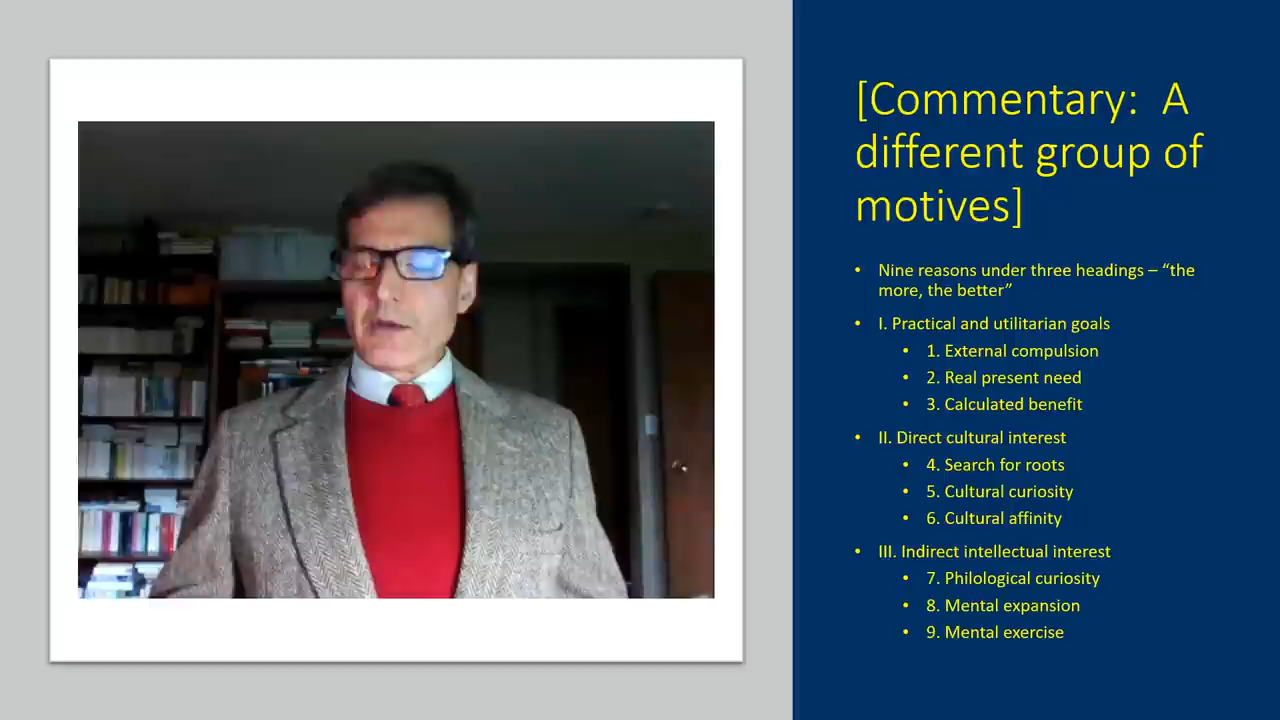 [Commentary:  A
different group of
motives]
• Nine reasons under three headings – “the
more, the better”
• I. Practical and utilitarian goals
• 1. External compulsion
• 2. Real present need
• 3. Calculated benefit
• II. Direct cultural interest
• 4. Search for roots
• 5. Cultural curiosity
• 6. Cultural affinity
• III. Indirect intellectual interest
• 7. Philological curiosity
• 8. Mental expansion
• 9. Mental exercise